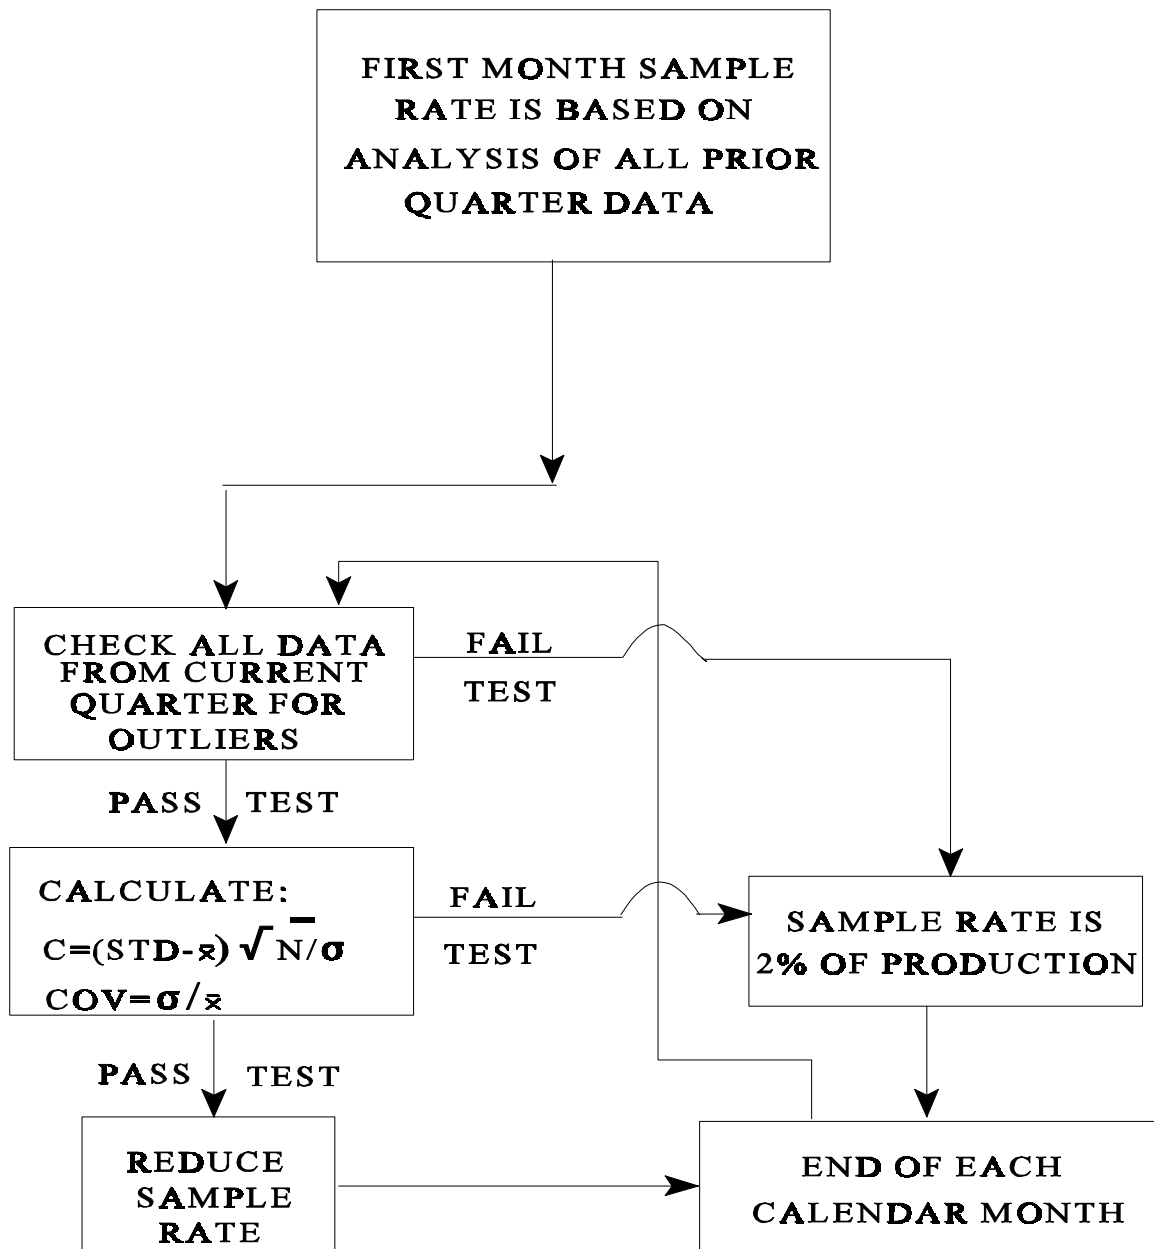 FIRST MONTH SAMPLE
RATE IS BASED ON
ANALYSIS OF ALL PRIOR
QUARTER DATA
CHECK ALL DATA
FROM CURRENT
QUARTER FOR
OUTLIERS
FAIL
TEST
PASS TEST
CALCULATE:
C=(STD-x̄) √N̅/σ
COV=σ/x̄
FAIL
TEST
SAMPLE RATE IS
2% OF PRODUCTION
PASS TEST
REDUCE
SAMPLE
RATE
END OF EACH
CALENDAR MONTH